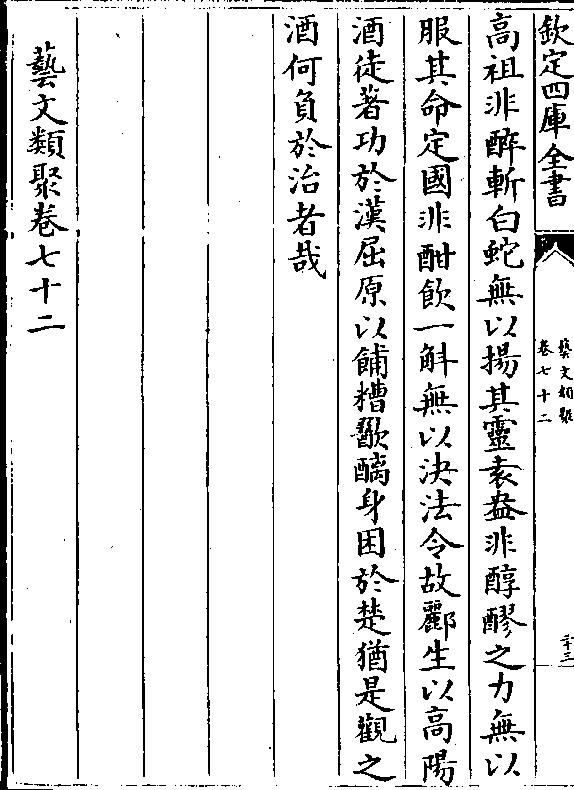 欽定四庫全書
藝文類聚
卷七十二
二十三
高祖非醉斬白蛇無以揚其靈袁盎非醇醪之力無以
服其命定國非酣飲一斛無以決法令故酈生以高陽
酒徒著功於漢屈原以餔糟歠醨身困於楚猶是觀之
酒何負於治者哉
藝文類聚卷七十二